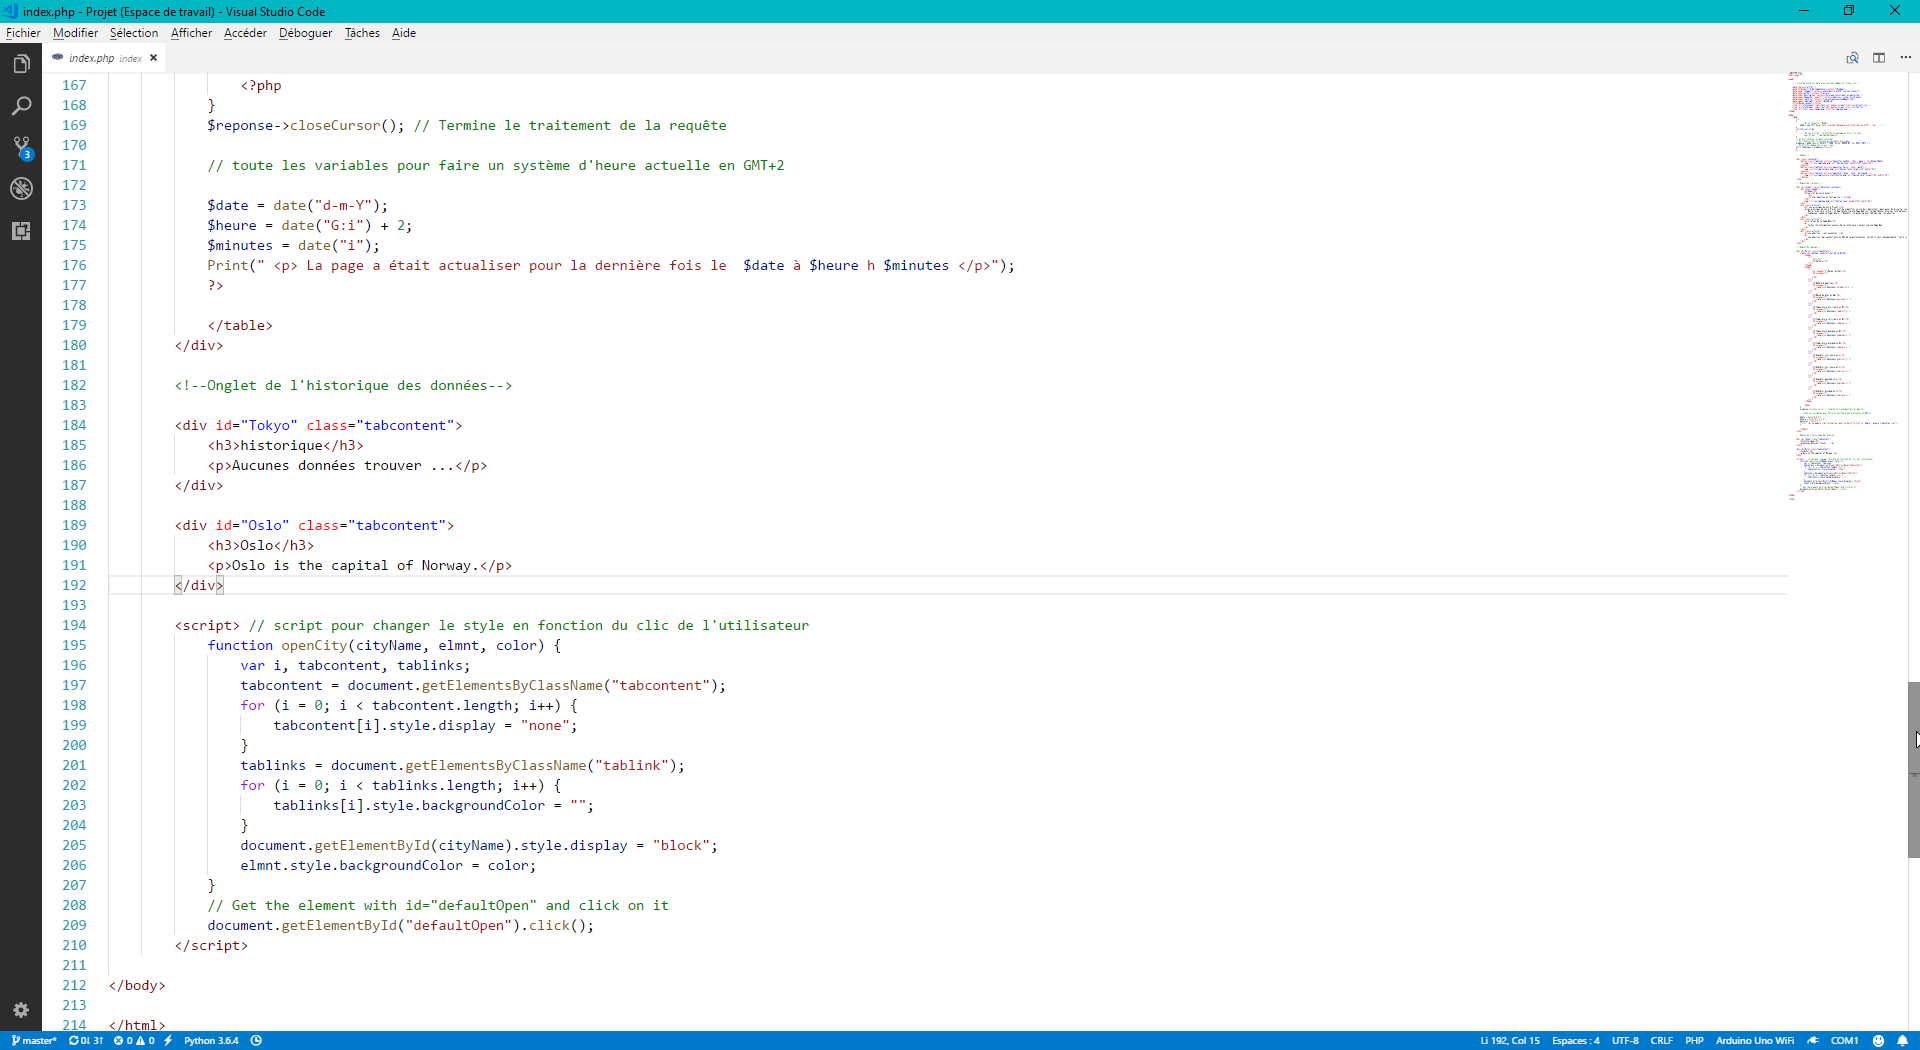 index.php - Projet (Espace de travail) - Visual Studio Code
Fichier Modifier Sélection Afficher Accéder Déboguer Tâches Aide
index.php index
167 <?php
168 }
169 $reponse->closeCursor(); // Termine le traitement de la requête
170
171 // toute les variables pour faire un système d'heure actuelle en GMT+2
172
173 $date = date("d-m-Y");
174 $heure = date("G:i") + 2;
175 $minutes = date("i");
176 Print(" <p> La page a était actualiser pour la dernière fois le  $date à $heure h $minutes </p>");
177 ?>
178
179 </table>
180 </div>
181
182 <!--Onglet de l'historique des données-->
183
184 <div id="Tokyo" class="tabcontent">
185 <h3>historique</h3>
186 <p>Aucunes données trouver ...</p>
187 </div>
188
189 <div id="Oslo" class="tabcontent">
190 <h3>Oslo</h3>
191 <p>Oslo is the capital of Norway.</p>
192 </div>
193
194 <script> // script pour changer le style en fonction du clic de l'utilisateur
195 function openCity(cityName, elmnt, color) {
196 var i, tabcontent, tablinks;
197 tabcontent = document.getElementsByClassName("tabcontent");
198 for (i = 0; i < tabcontent.length; i++) {
199 tabcontent[i].style.display = "none";
200 }
201 tablinks = document.getElementsByClassName("tablink");
202 for (i = 0; i < tablinks.length; i++) {
203 tablinks[i].style.backgroundColor = "";
204 }
205 document.getElementById(cityName).style.display = "block";
206 elmnt.style.backgroundColor = color;
207 }
208 // Get the element with id="defaultOpen" and click on it
209 document.getElementById("defaultOpen").click();
210 </script>
211
212 </body>
213
214 </html>
3
master* 0↓ 3↑ 0 0 Python 3.6.4 Li 192, Col 15 Espaces : 4 UTF-8 CRLF PHP Arduino Uno WiFi COM1